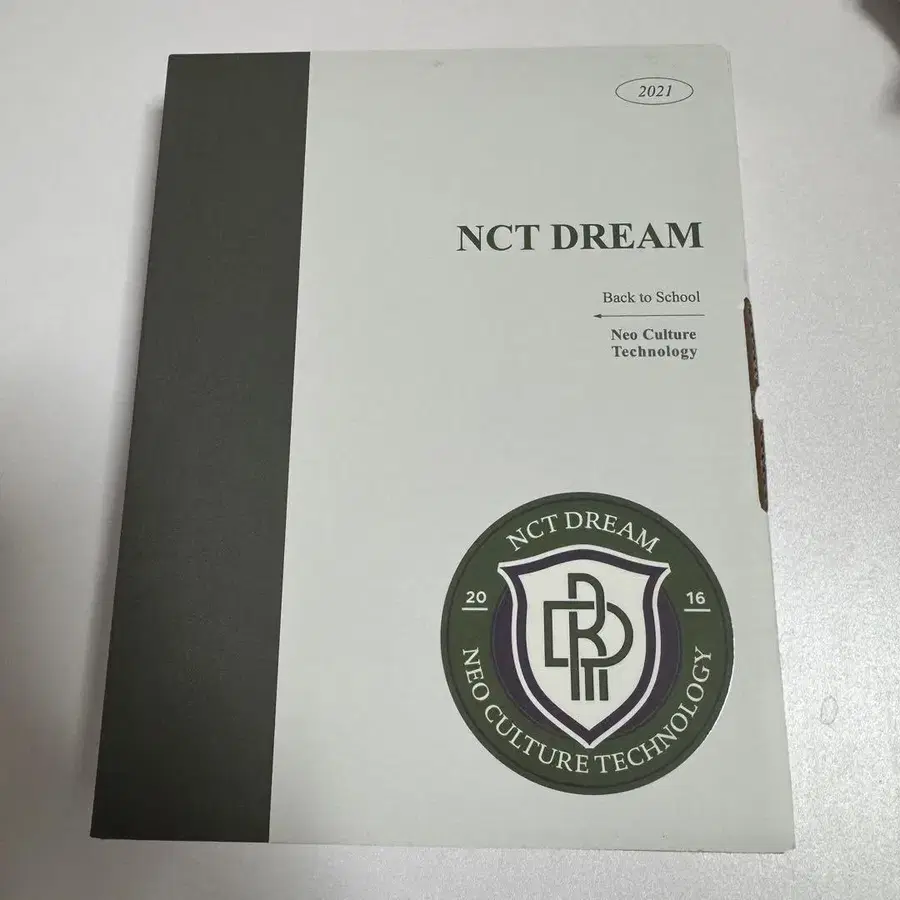 2021
NCT DREAM
Back to School
Neo Culture
Technology
NCT DREAM
20
16
NEO CULTURE TECHNOLOGY